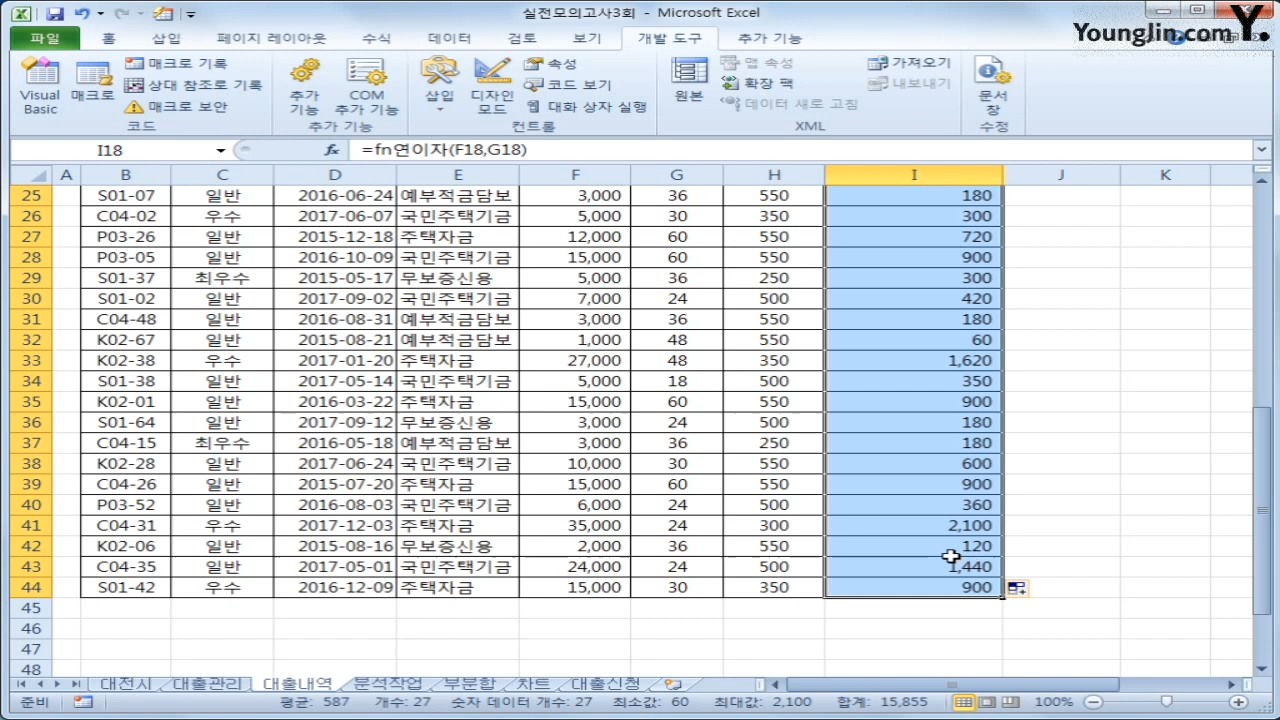 실전모의고사3회 - Microsoft Excel
YoungJin.com Y.
파일 홈 삽입 페이지 레이아웃 수식 데이터 검토 보기 개발 도구 추가 기능
Visual Basic
매크로
매크로 기록
상대 참조로 기록
매크로 보안
코드
추가 기능
COM 추가 기능
추가 기능
삽입
디자인 모드
속성
코드 보기
대화 상자 실행
컨트롤
원본
맵 속성
확장 팩
데이터 새로 고침
가져오기
내보내기
XML
문서 창
수정
I18 fx =fn연이자(F18,G18)
A B C D E F G H I J K
25 S01-07 일반 2016-06-24 예부적금담보 3,000 36 550 180
26 C04-02 우수 2017-06-07 국민주택기금 5,000 30 350 300
27 P03-26 일반 2015-12-18 주택자금 12,000 60 550 720
28 P03-05 일반 2016-10-09 국민주택기금 15,000 60 550 900
29 S01-37 최우수 2015-05-17 무보증신용 5,000 36 250 300
30 S01-02 일반 2017-09-02 국민주택기금 7,000 24 500 420
31 C04-48 일반 2016-08-31 예부적금담보 3,000 36 550 180
32 K02-67 일반 2015-08-21 예부적금담보 1,000 48 550 60
33 K02-38 우수 2017-01-20 주택자금 27,000 48 350 1,620
34 S01-38 일반 2017-05-14 국민주택기금 5,000 18 500 350
35 K02-01 일반 2016-03-22 주택자금 15,000 60 550 900
36 S01-64 일반 2017-09-12 무보증신용 3,000 24 500 180
37 C04-15 최우수 2016-05-18 예부적금담보 3,000 36 250 180
38 K02-28 일반 2017-06-24 국민주택기금 10,000 30 550 600
39 C04-26 일반 2015-07-20 주택자금 15,000 60 550 900
40 P03-52 일반 2016-08-03 국민주택기금 6,000 24 500 360
41 C04-31 우수 2017-12-03 주택자금 35,000 24 300 2,100
42 K02-06 일반 2015-08-16 무보증신용 2,000 36 550 120
43 C04-35 일반 2017-05-01 국민주택기금 24,000 24 500 1,440
44 S01-42 우수 2016-12-09 주택자금 15,000 30 350 900
45
46
47
48
대전시 대출관리 대출내역 분석작업 부분합 차트 대출신청
준비 평균: 587 개수: 27 숫자 데이터 개수: 27 최소값: 60 최대값: 2,100 합계: 15,855 100%